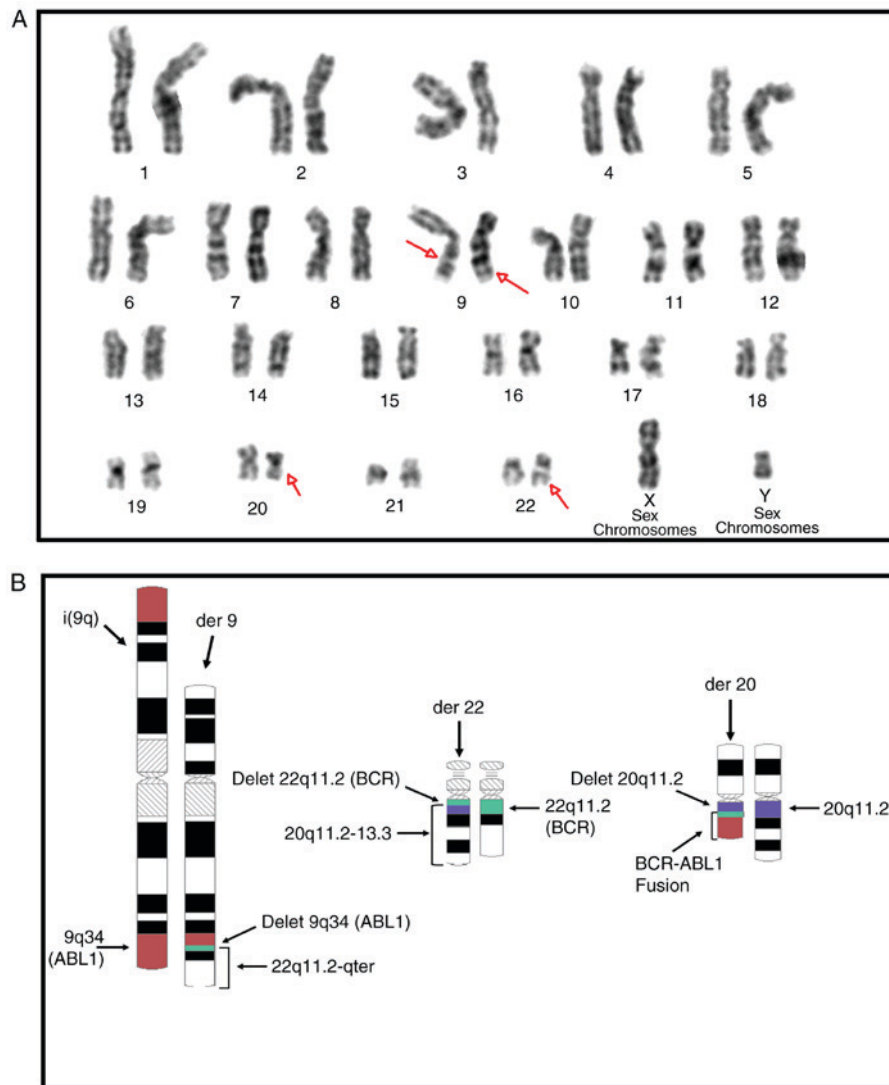 A
1 2 3 4 5
6 7 8 9 10 11 12
13 14 15 16 17 18
19 20 21 22 X Y
Sex Sex
Chromosomes Chromosomes
B
i(9q)
der 9
9q34
(ABL1)
Delet 9q34 (ABL1)
22q11.2-qter
der 22
Delet 22q11.2 (BCR)
20q11.2-13.3
22q11.2
(BCR)
der 20
Delet 20q11.2
20q11.2
BCR-ABL1
Fusion